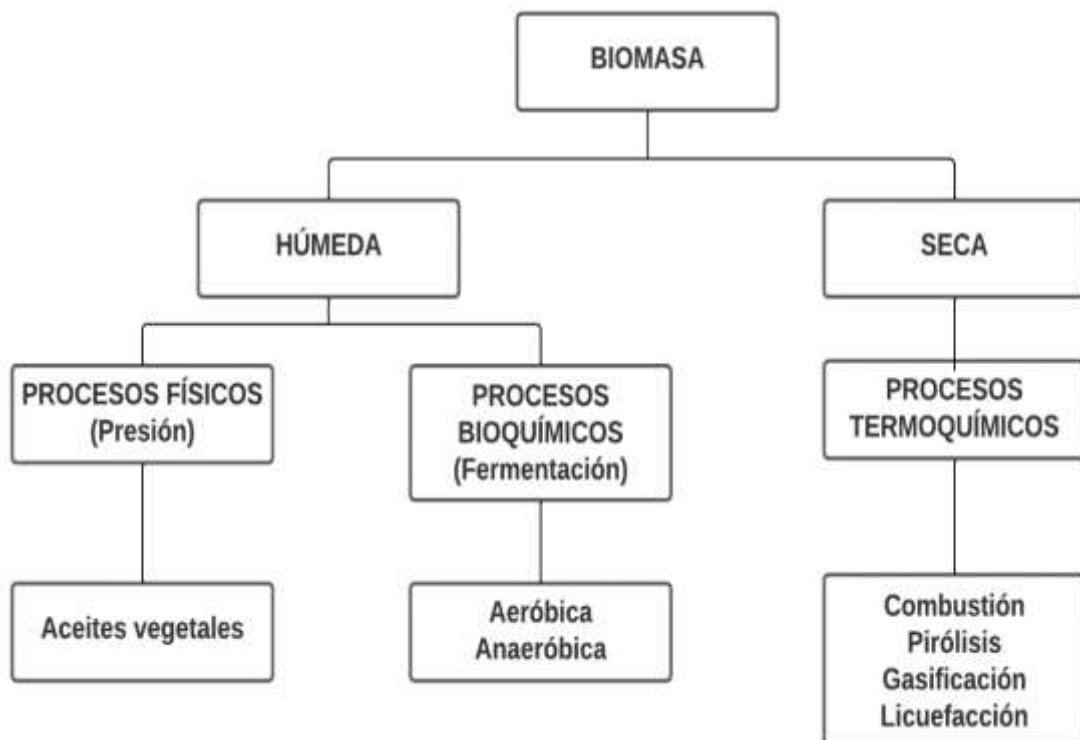 BIOMASA
HÚMEDA
SECA
PROCESOS FÍSICOS
(Presión)
PROCESOS
BIOQUÍMICOS
(Fermentación)
PROCESOS
TERMOQUÍMICOS
Aceites vegetales
Aeróbica
Anaeróbica
Combustión
Pirólisis
Gasificación
Licuefacción